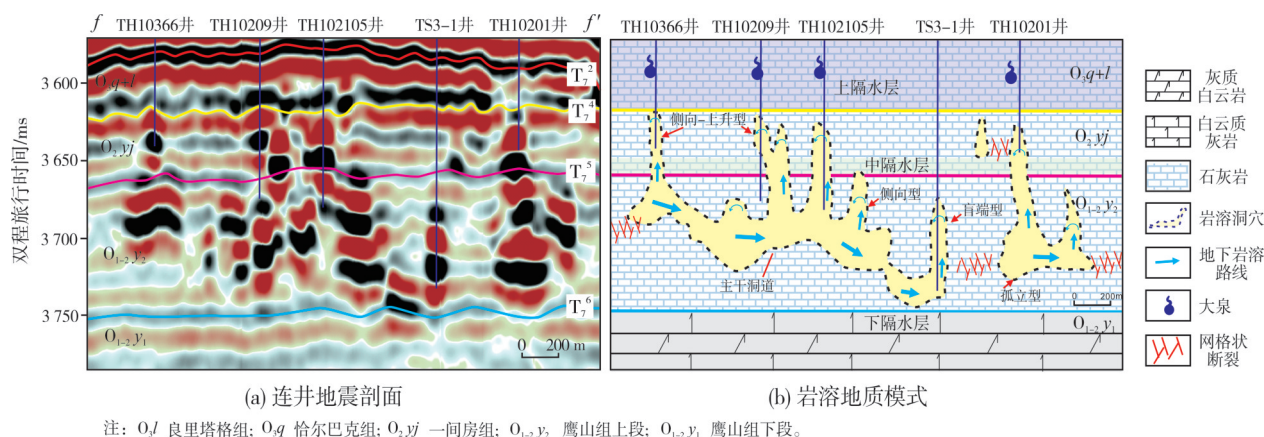 f TH10366井 TH10209井 TH102105井 TS3-1井 TH10201井 f′
双程旅行时间/ms
3 600
3 650
3 700
3 750
O3q+l
O2yj
O1-2y2
O1-2y1
T7^2
T7^4
T7^5
T7^6
0 200 m
(a) 连井地震剖面
TH10366井 TH10209井 TH102105井 TS3-1井 TH10201井
O3q+l
上隔水层
侧向-上升型
O2yj
中隔水层
侧向型
盲端型
O1-2y2
主干洞道
孤立型
0 200m
下隔水层
O1-2y1
(b) 岩溶地质模式
灰质
白云岩
白云质
灰岩
石灰岩
岩溶洞穴
地下岩溶
路线
大泉
网格状
断裂
注: O3l 良里塔格组; O3q 恰尔巴克组; O2yj 一间房组; O1-2y2 鹰山组上段; O1-2y1 鹰山组下段。